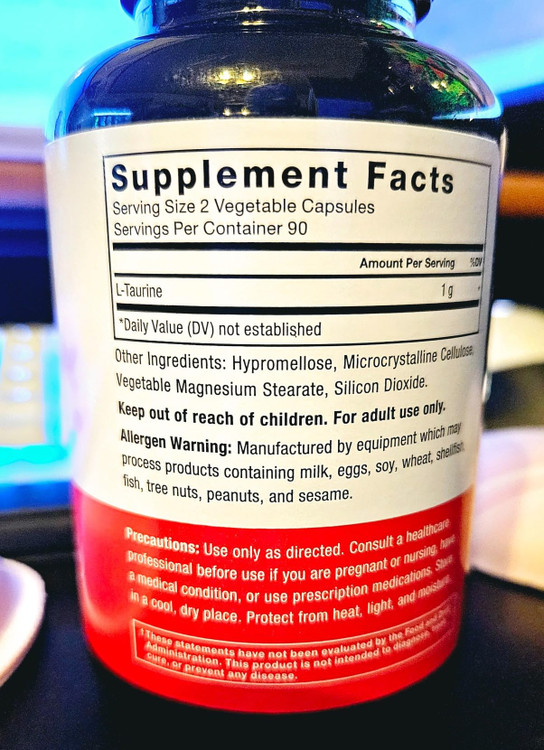 Supplement Facts
Serving Size 2 Vegetable Capsules
Servings Per Container 90
Amount Per Serving %DV
L-Taurine 1 g *
*Daily Value (DV) not established
Other Ingredients: Hypromellose, Microcrystalline Cellulose,
Vegetable Magnesium Stearate, Silicon Dioxide.
Keep out of reach of children. For adult use only.
Allergen Warning: Manufactured by equipment which may
process products containing milk, eggs, soy, wheat, shellfish,
fish, tree nuts, peanuts, and sesame.
Precautions: Use only as directed. Consult a healthcare
professional before use if you are pregnant or nursing, have
a medical condition, or use prescription medications. Store
in a cool, dry place. Protect from heat, light, and moisture.
†These statements have not been evaluated by the Food and Drug
Administration. This product is not intended to diagnose,
cure, or prevent any disease.